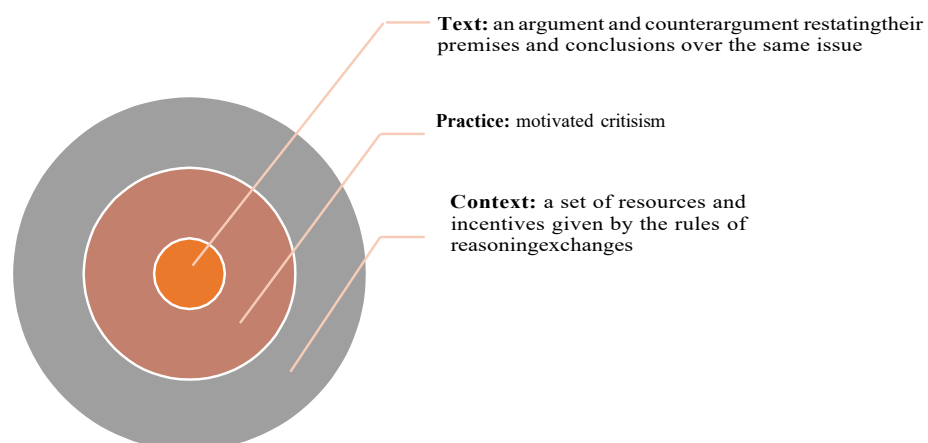 Text: an argument and counterargument restatingtheir
premises and conclusions over the same issue
Practice: motivated critisism
Context: a set of resources and
incentives given by the rules of
reasoningexchanges